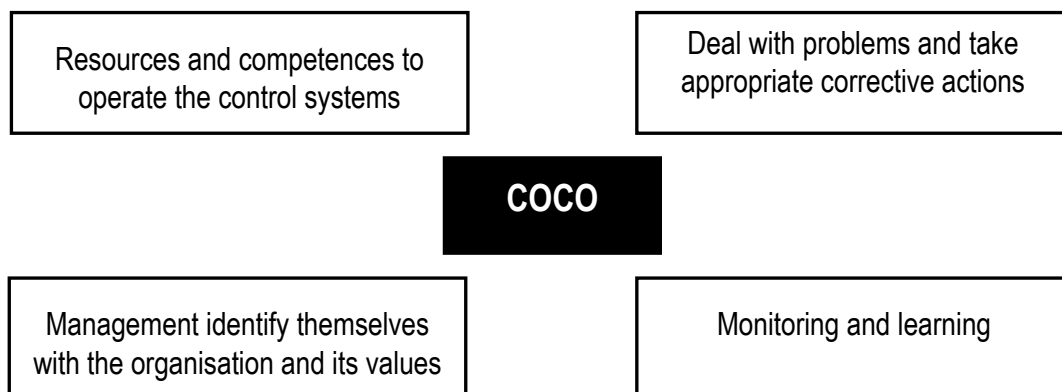 Resources and competences to
operate the control systems
Deal with problems and take
appropriate corrective actions
COCO
Management identify themselves
with the organisation and its values
Monitoring and learning